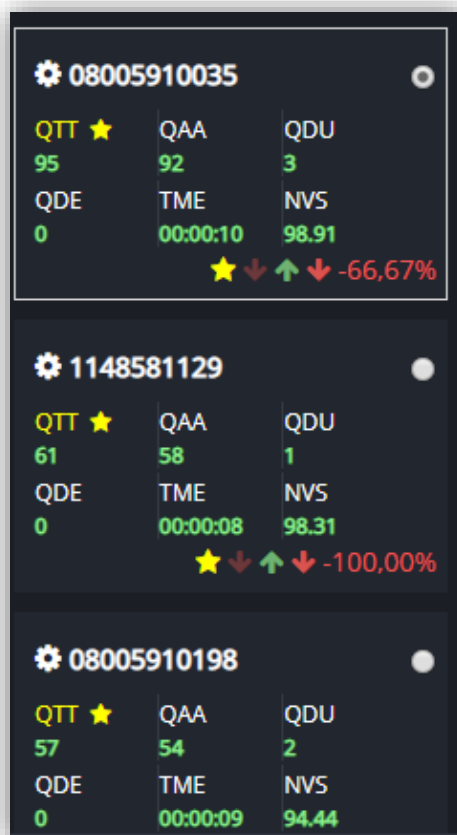 08005910035
QTT QAA QDU
95 92 3
QDE TME NVS
0 00:00:10 98.91
-66,67%
1148581129
QTT QAA QDU
61 58 1
QDE TME NVS
0 00:00:08 98.31
-100,00%
08005910198
QTT QAA QDU
57 54 2
QDE TME NVS
0 00:00:09 94.44